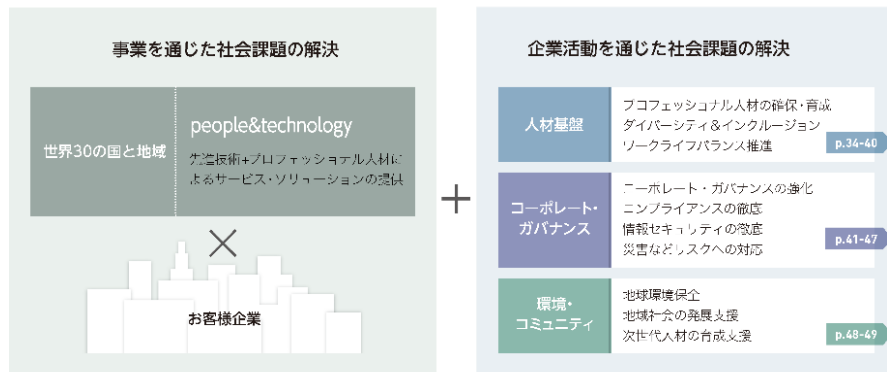 事業を通じた社会課題の解決
世界30の国と地域
people&technology
先進技術+プロフェッショナル人材に
よるサービス・ソリューションの提供
×
お客様企業
+
企業活動を通じた社会課題の解決
人材基盤
プロフェッショナル人材の確保・育成
ダイバーシティ&インクルージョン
ワークライフバランス推進
p.34-40
コーポレート・
ガバナンス
コーポレート・ガバナンスの強化
コンプライアンスの徹底
情報セキュリティの徹底
災害などリスクへの対応
p.41-47
環境・
コミュニティ
地球環境保全
地域社会の発展支援
次世代人材の育成支援
p.48-49